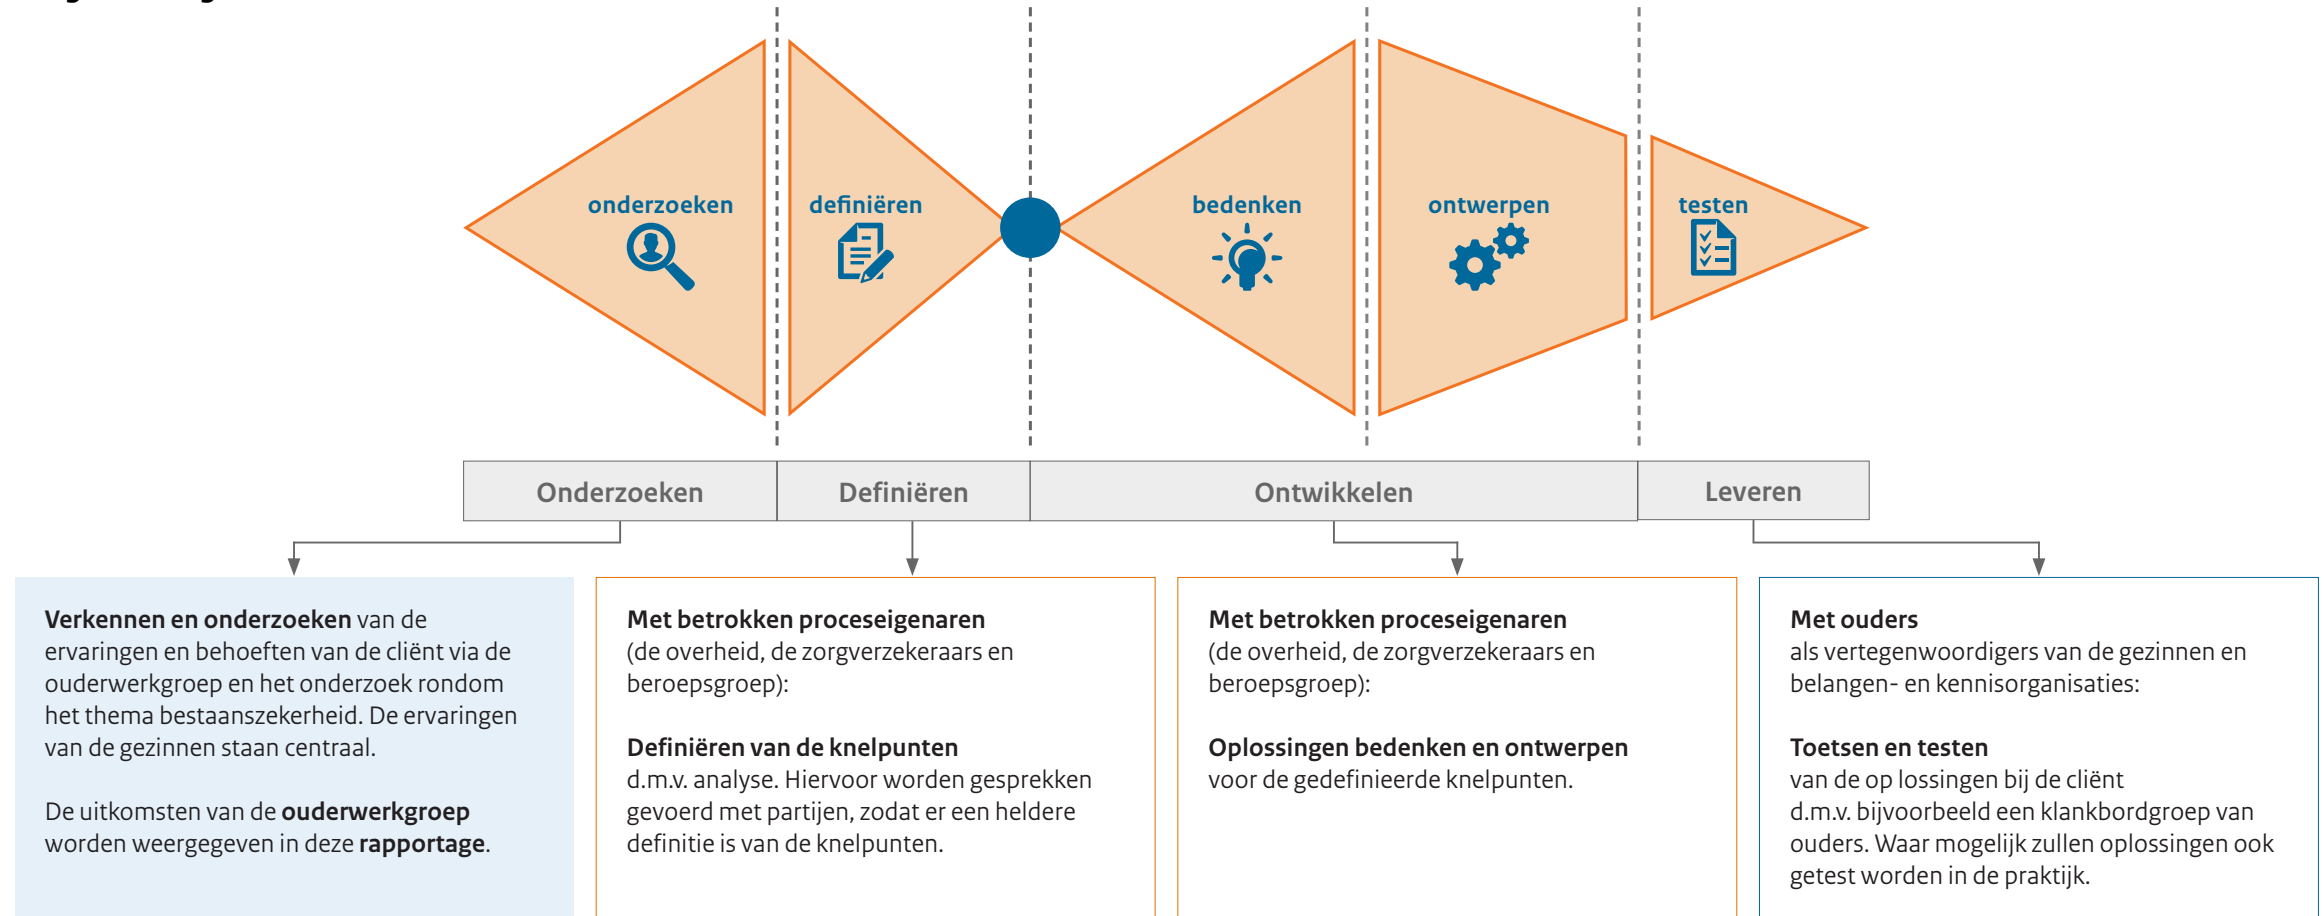 onderzoeken
definiëren
bedenken
ontwerpen
testen
Onderzoeken
Definiëren
Ontwikkelen
Leveren
Verkennen en onderzoeken van de
ervaringen en behoeften van de cliënt via de
ouderwerkgroep en het onderzoek rondom
het thema bestaanszekerheid. De ervaringen
van de gezinnen staan centraal.
De uitkomsten van de ouderwerkgroep
worden weergegeven in deze rapportage.
Met betrokken proceseigenaren
(de overheid, de zorgverzekeraars en
beroepsgroep):
Definiëren van de knelpunten
d.m.v. analyse. Hiervoor worden gesprekken
gevoerd met partijen, zodat er een heldere
definitie is van de knelpunten.
Met betrokken proceseigenaren
(de overheid, de zorgverzekeraars en
beroepsgroep):
Oplossingen bedenken en ontwerpen
voor de gedefinieerde knelpunten.
Met ouders
als vertegenwoordigers van de gezinnen en
belangen- en kennisorganisaties:
Toetsen en testen
van de op lossingen bij de cliënt
d.m.v. bijvoorbeeld een klankbordgroep van
ouders. Waar mogelijk zullen oplossingen ook
getest worden in de praktijk.